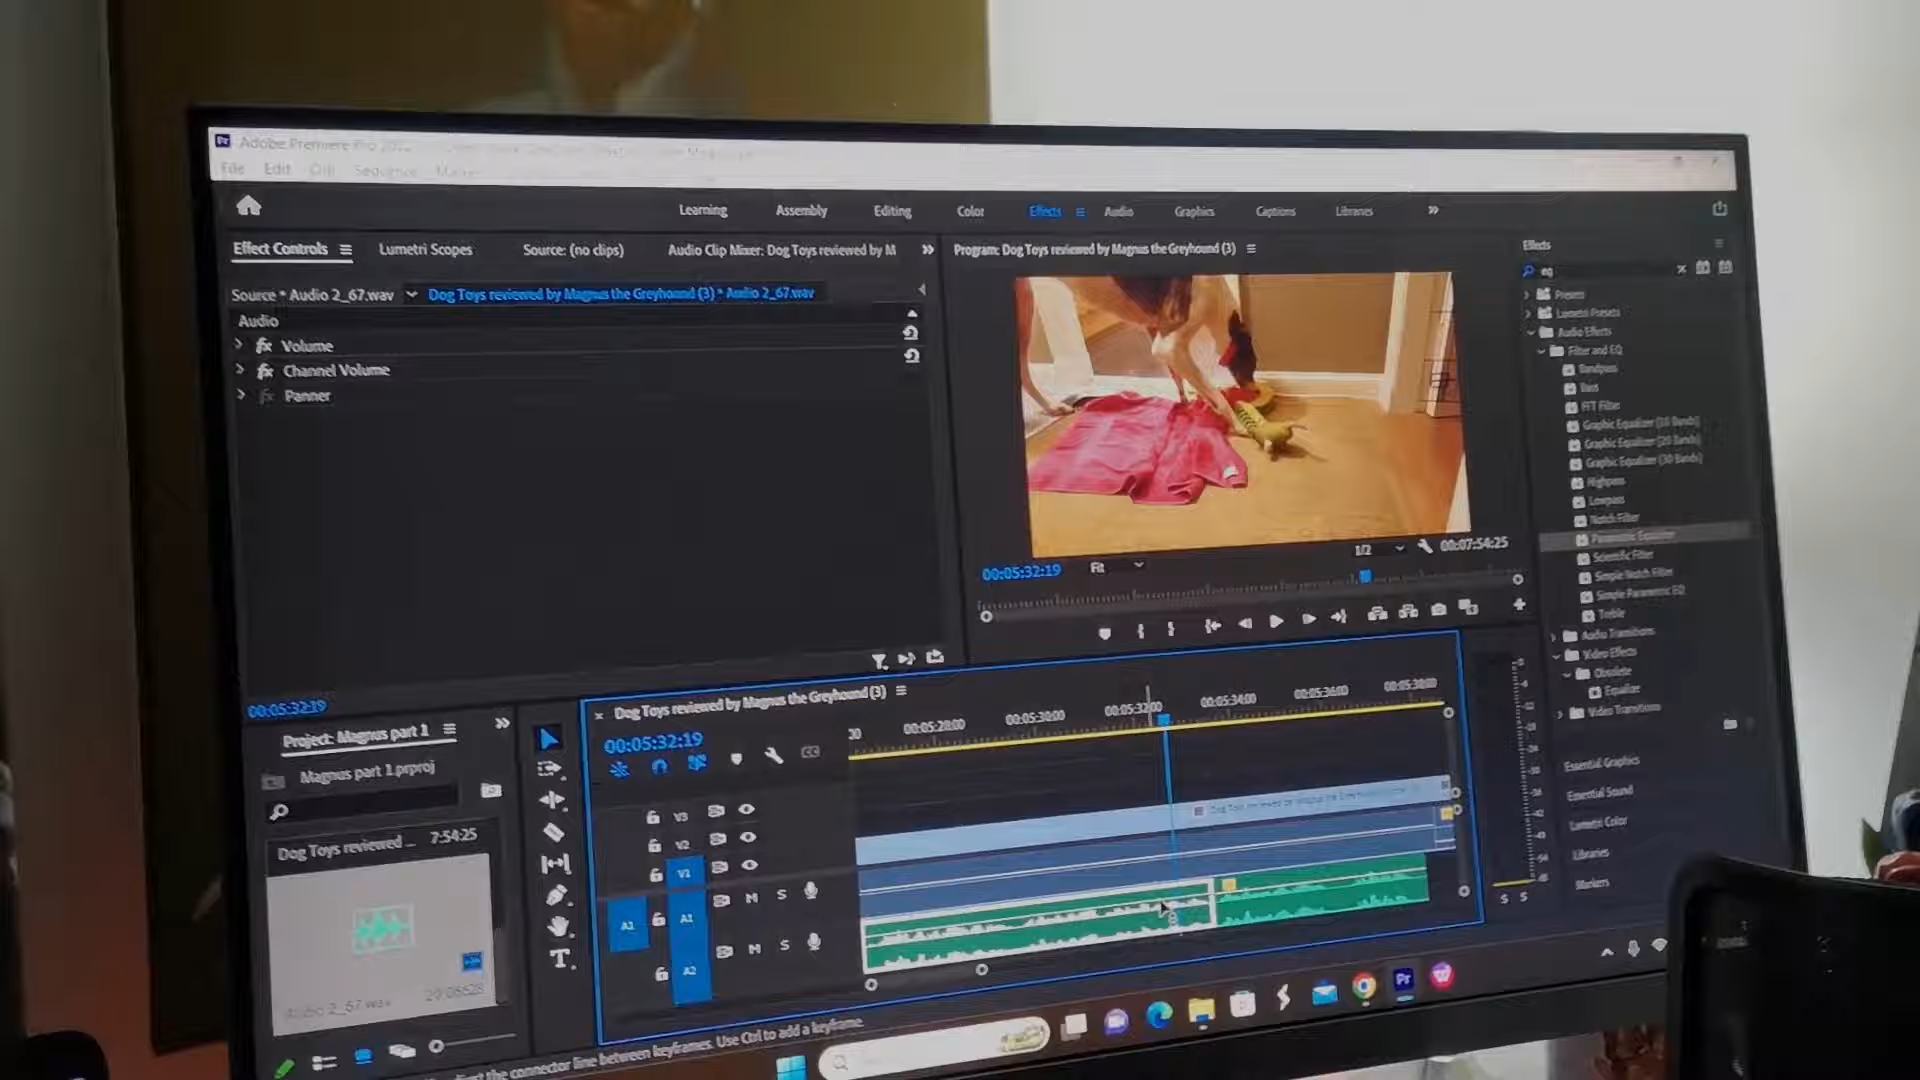 Adobe Premiere Pro
File Edit Clip Sequence
Learning Assembly Editing Color Effects Audio Graphics Captions Libraries
Effect Controls Lumetri Scopes Source: (no clips) Audio Clip Mixer: Dog Toys reviewed by M
Program: Dog Toys reviewed by Magnus the Greyhound (3)
Effects
eq
Source * Audio 2_67.wav Dog Toys reviewed by Magnus the Greyhound (3) * Audio 2_67.wav
Audio
fx Volume
fx Channel Volume
fx Panner
Presets
Lumetri Presets
Audio Effects
Filter and EQ
Bandpass
Bass
FFT Filter
Graphic Equalizer (10 Bands)
Graphic Equalizer (20 Bands)
Graphic Equalizer (30 Bands)
Highpass
Lowpass
Notch Filter
Parametric Equalizer
Scientific Filter
Simple Notch Filter
Simple Parametric EQ
Treble
Audio Transitions
Video Effects
Obsolete
Equalize
Video Transitions
Essential Graphics
Essential Sound
Lumetri Color
Libraries
Markers
00:05:32:19 Fit 1/2 00:07:54:25
00:05:32:19
Project: Magnus part 1
Magnus part 1.prproj
Dog Toys reviewed ... 7:54:25
Audio 2_67.wav
Dog Toys reviewed by Magnus the Greyhound (3)
00:05:32:19
00:05:28:00 00:05:30:00 00:05:32:00 00:05:34:00 00:05:36:00 00:05:38:00
V3
V2
V1
A1 A1 M S
A2 M S
S S
the connector line between keyframes. Use Ctrl to add a keyframe.